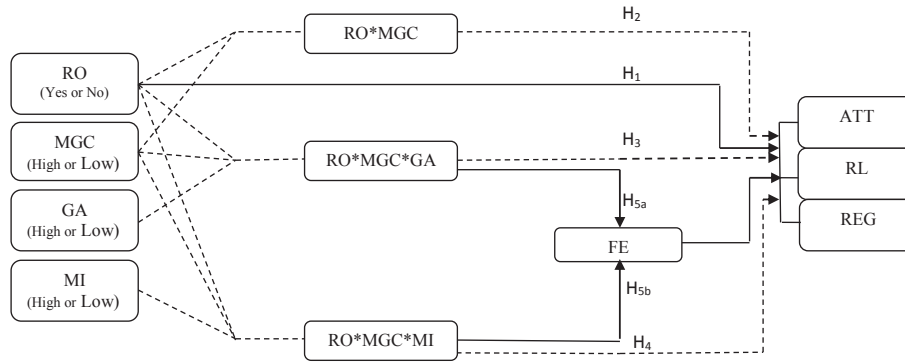 H2
RO*MGC
H1
RO
(Yes or No)
ATT
MGC
(High or Low)
H3
RO*MGC*GA
RL
GA
(High or Low)
H5a
REG
FE
MI
(High or Low)
H5b
RO*MGC*MI
H4